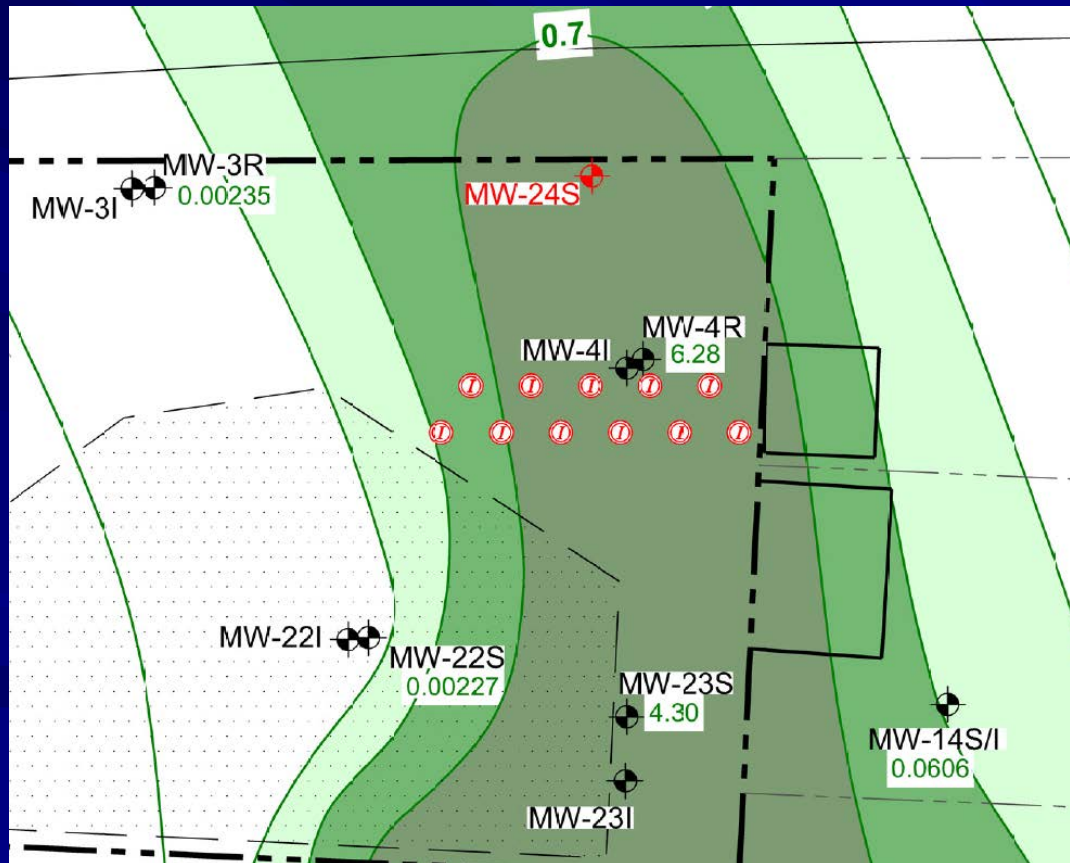 0.7
MW-3R
0.00235
MW-3I
MW-24S
MW-4R
MW-4I
6.28
I I I I I
I I I I I I
MW-22I
MW-22S
0.00227
MW-23S
4.30
MW-14S/I
0.0606
MW-23I